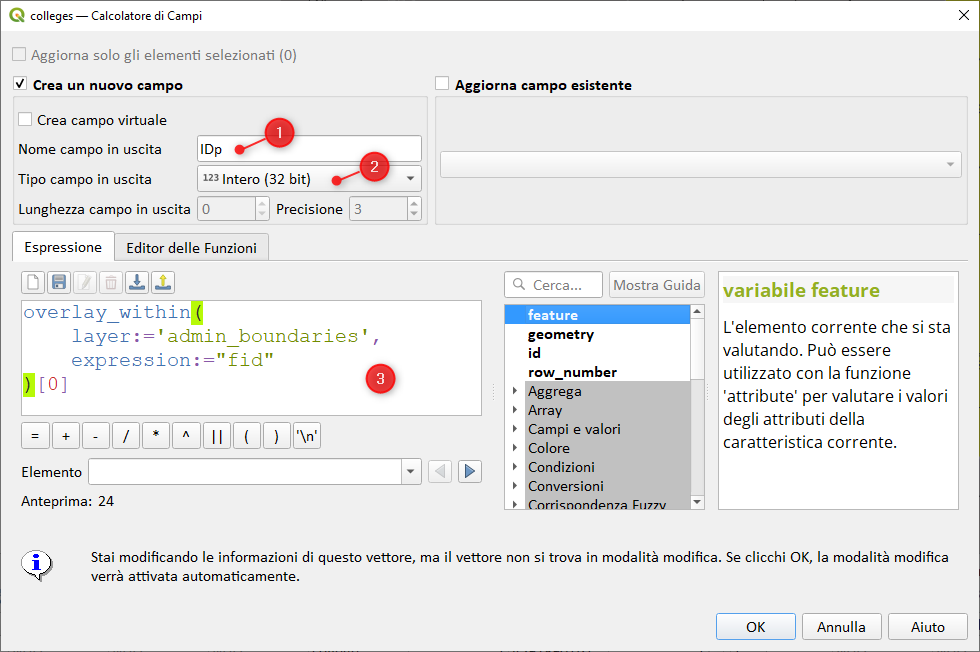 colleges — Calcolatore di Campi
Aggiorna solo gli elementi selezionati (0)
Crea un nuovo campo
Aggiorna campo esistente
Crea campo virtuale
Nome campo in uscita
IDp
1
Tipo campo in uscita
123 Intero (32 bit)
2
Lunghezza campo in uscita 0 Precisione 3
Espressione
Editor delle Funzioni
overlay_within(
layer:='admin_boundaries',
expression:="fid"
)[0]
3
= + - / * ^ || ( ) '\n'
Elemento
Anteprima: 24
Cerca...
Mostra Guida
feature
geometry
id
row_number
Aggrega
Array
Campi e valori
Colore
Condizioni
Conversioni
Corrispondenza Fuzzy
variabile feature
L'elemento corrente che si sta
valutando. Può essere
utilizzato con la funzione
'attribute' per valutare i valori
degli attributi della
caratteristica corrente.
Stai modificando le informazioni di questo vettore, ma il vettore non si trova in modalità modifica. Se clicchi OK, la modalità modifica
verrà attivata automaticamente.
OK
Annulla
Aiuto